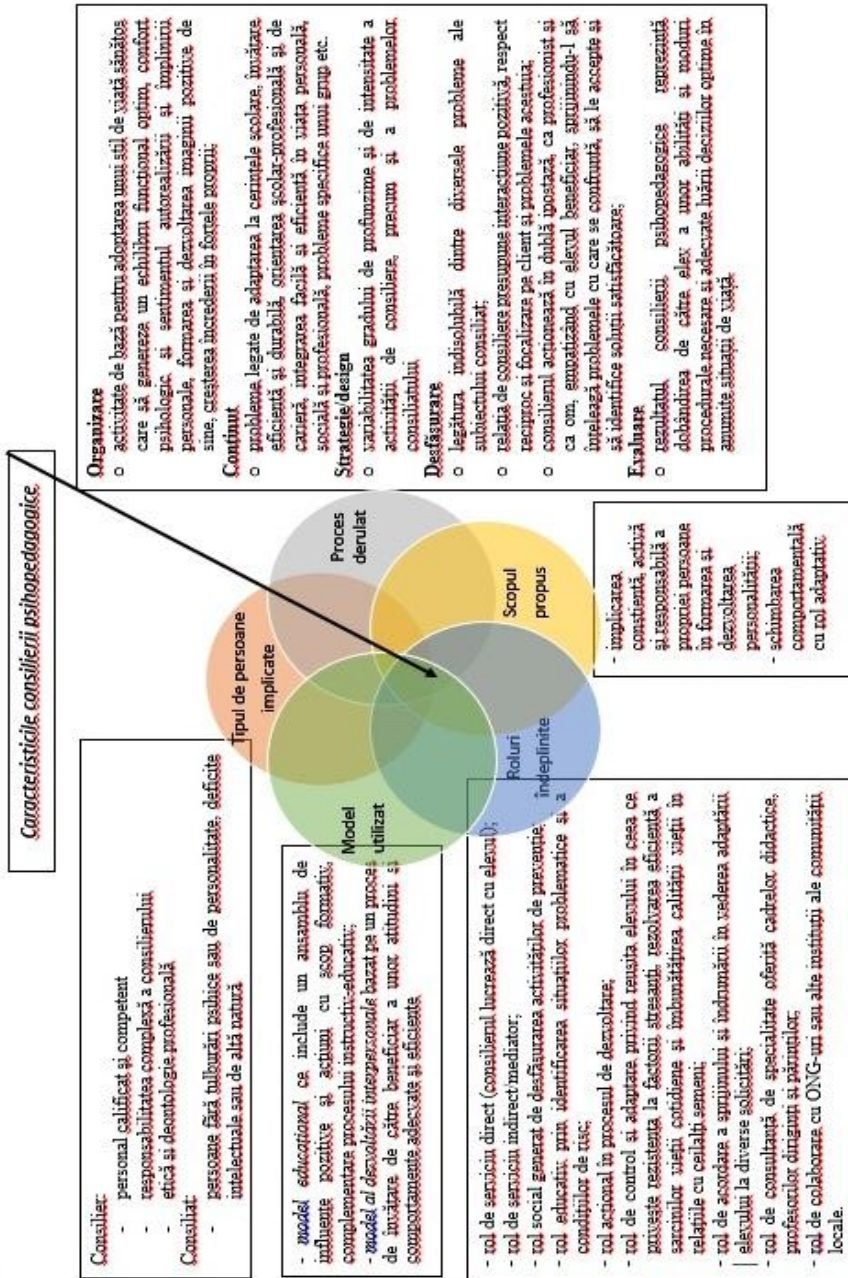 Caracteristicile consilierii psihopedagogice
Consilier:
- personal calificat și competent
- responsabilitatea complexă a consilierului
- etică și deontologie profesională
Consiliat:
- persoane fără tulburări psihice sau de personalitate, deficite
intelectuale sau de altă natură
- model educațional ce include un ansamblu de
influențe pozitive și acțiuni cu scop formativ,
complementare procesului instructiv-educativ;
- model al dezvoltării interpersonale bazat pe un proces
de învățare de către beneficiar a unor atitudini și
comportamente adecvate și eficiente
- rol de serviciu direct (consilierul lucrează direct cu elevul);
- rol de serviciu indirect/mediator;
- rol social generat de desfășurarea activităților de prevenție;
- rol educativ prin identificarea situațiilor problematice și a
condițiilor de risc;
- rol acțional în procesul de dezvoltare;
- rol de control și adaptare privind reușita elevului în ceea ce
privește rezistența la factorii stresanți, rezolvarea eficientă a
sarcinilor vieții cotidiene și îmbunătățirea calității vieții în
relațiile cu ceilalți semeni;
- rol de acordare a sprijinului și îndrumării în vederea adaptării
elevului la diverse solicitări;
- rol de consultanță de specialitate oferită cadrelor didactice,
profesorilor diriginți și părinților;
- rol de colaborare cu ONG-uri sau alte instituții ale comunității
locale.
Tipul de persoane
implicate
Proces
derulat
Scopul
propus
Roluri
îndeplinite
Model
utilizat
- implicarea
conștientă, activă
și responsabilă a
propriei persoane
în formarea și
dezvoltarea
personalității;
- schimbarea
comportamentală
cu rol adaptativ.
Organizare
o activitate de bază pentru adoptarea unui stil de viață sănătos
care să genereze un echilibru funcțional optim, confort
psihologic și sentimentul autorealizării și împlinirii
personale, formarea și dezvoltarea imaginii pozitive de
sine, creșterea încrederii în forțele proprii;
Conținut
o probleme legate de adaptarea la cerințele școlare, învățare
eficientă și durabilă, orientarea școlar-profesională și de
carieră, integrarea facilă și eficientă în viața personală,
socială și profesională, probleme specifice unui grup etc.
Strategie/design
o variabilitatea gradului de profunzime și de intensitate a
activității de consiliere, precum și a problemelor
consiliatului
Desfășurare
o legătura indisolubilă dintre diversele probleme ale
subiectului consiliat;
o relația de consiliere presupune interacțiune pozitivă, respect
reciproc și focalizare pe client și problemele acestuia;
o consilierul acționează în dublă ipostază, ca profesionist și
ca om, empatizând cu elevul beneficiar, sprijinindu-l să
înțeleagă problemele cu care se confruntă, să le accepte și
să identifice soluții satisfăcătoare;
Evaluare
o rezultatul consilierii psihopedagogice reprezintă
dobândirea de către elev a unor abilități și moduri
procedurale necesare și adecvate luării deciziilor optime în
anumite situații de viață.